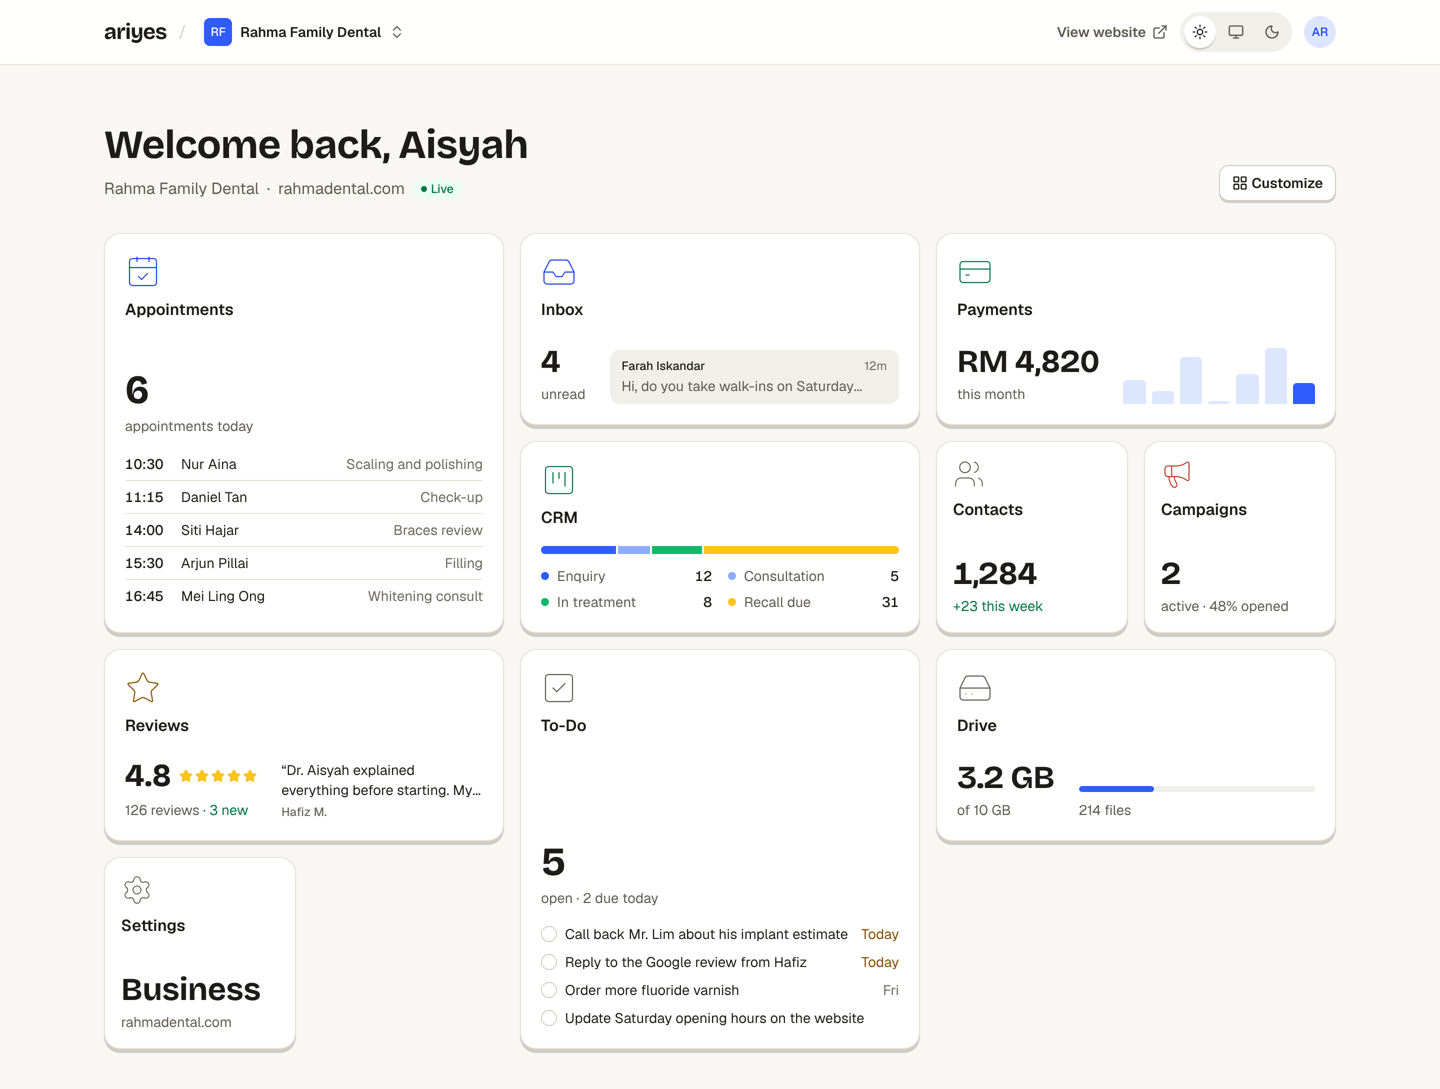 ariyes / RF Rahma Family Dental
View website AR
Welcome back, Aisyah
Rahma Family Dental · rahmadental.com Live
Customize
Appointments
6
appointments today
10:30 Nur Aina Scaling and polishing
11:15 Daniel Tan Check-up
14:00 Siti Hajar Braces review
15:30 Arjun Pillai Filling
16:45 Mei Ling Ong Whitening consult
Inbox
4
unread
Farah Iskandar 12m
Hi, do you take walk-ins on Saturday…
Payments
RM 4,820
this month
CRM
Enquiry 12 Consultation 5
In treatment 8 Recall due 31
Contacts
1,284
+23 this week
Campaigns
2
active · 48% opened
Reviews
4.8
126 reviews · 3 new
“Dr. Aisyah explained
everything before starting. My…
Hafiz M.
To-Do
5
open · 2 due today
Call back Mr. Lim about his implant estimate Today
Reply to the Google review from Hafiz Today
Order more fluoride varnish Fri
Update Saturday opening hours on the website
Drive
3.2 GB
of 10 GB
214 files
Settings
Business
rahmadental.com